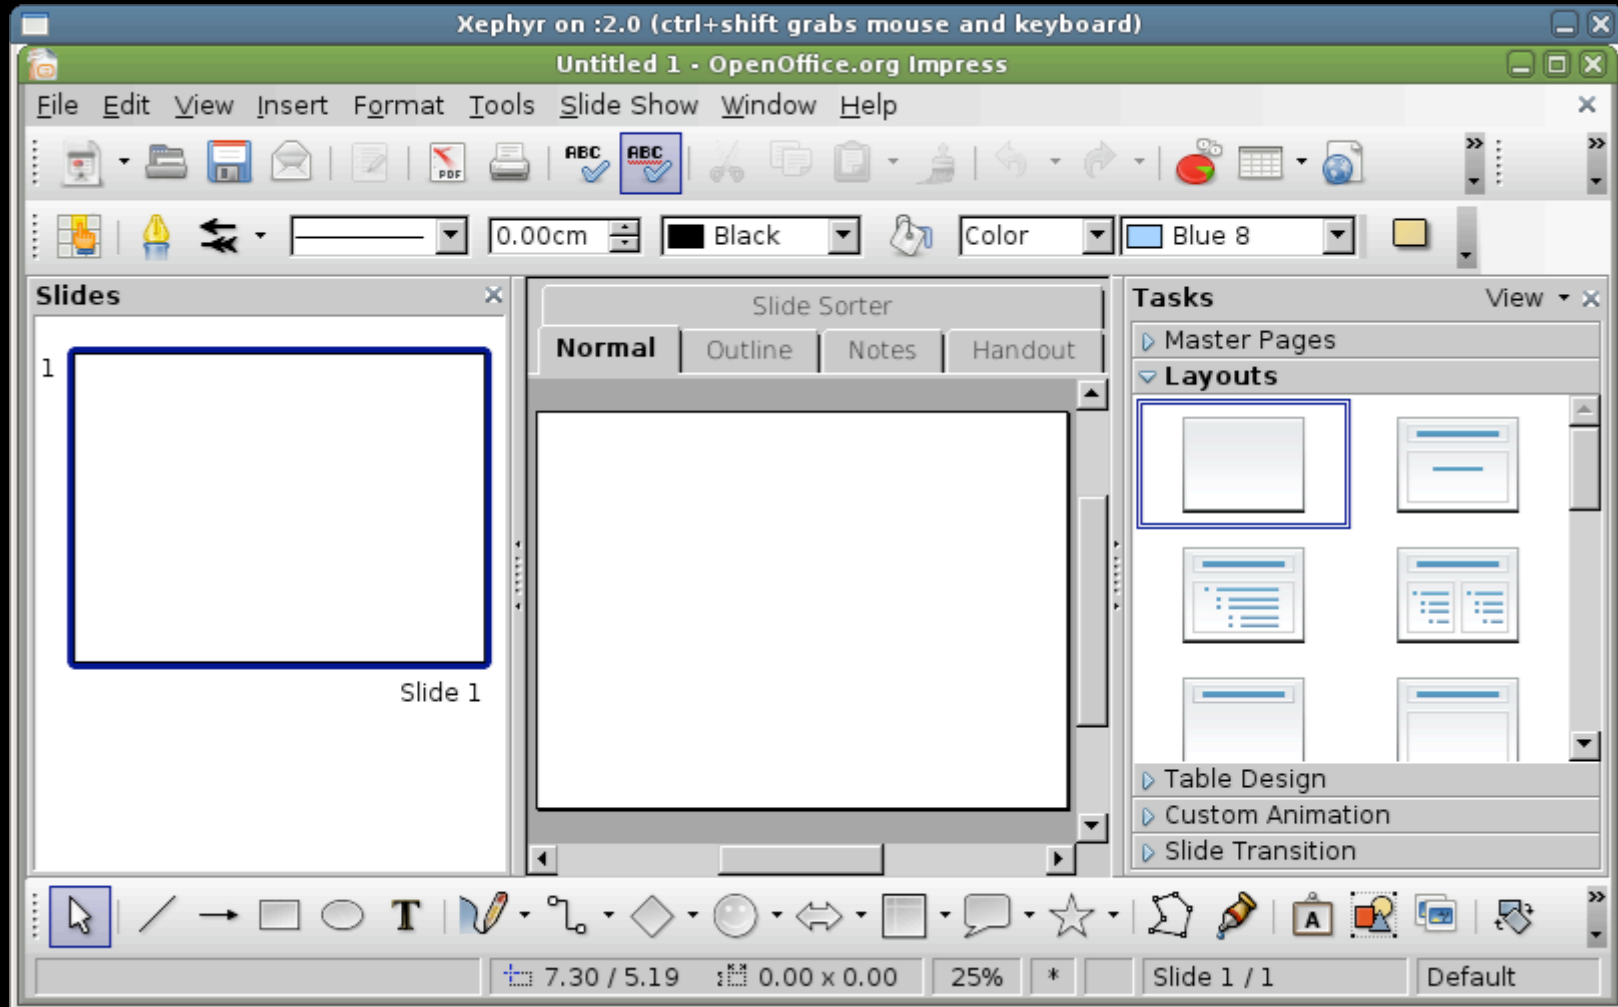 Xephyr on :2.0 (ctrl+shift grabs mouse and keyboard)
Untitled 1 - OpenOffice.org Impress
File Edit View Insert Format Tools Slide Show Window Help
PDF ABC ABC
0.00cm Black Color Blue 8
Slides
1
Slide 1
Slide Sorter
Normal Outline Notes Handout
Tasks View
Master Pages
Layouts
Table Design
Custom Animation
Slide Transition
T A
7.30 / 5.19 0.00 x 0.00 25% * Slide 1 / 1 Default